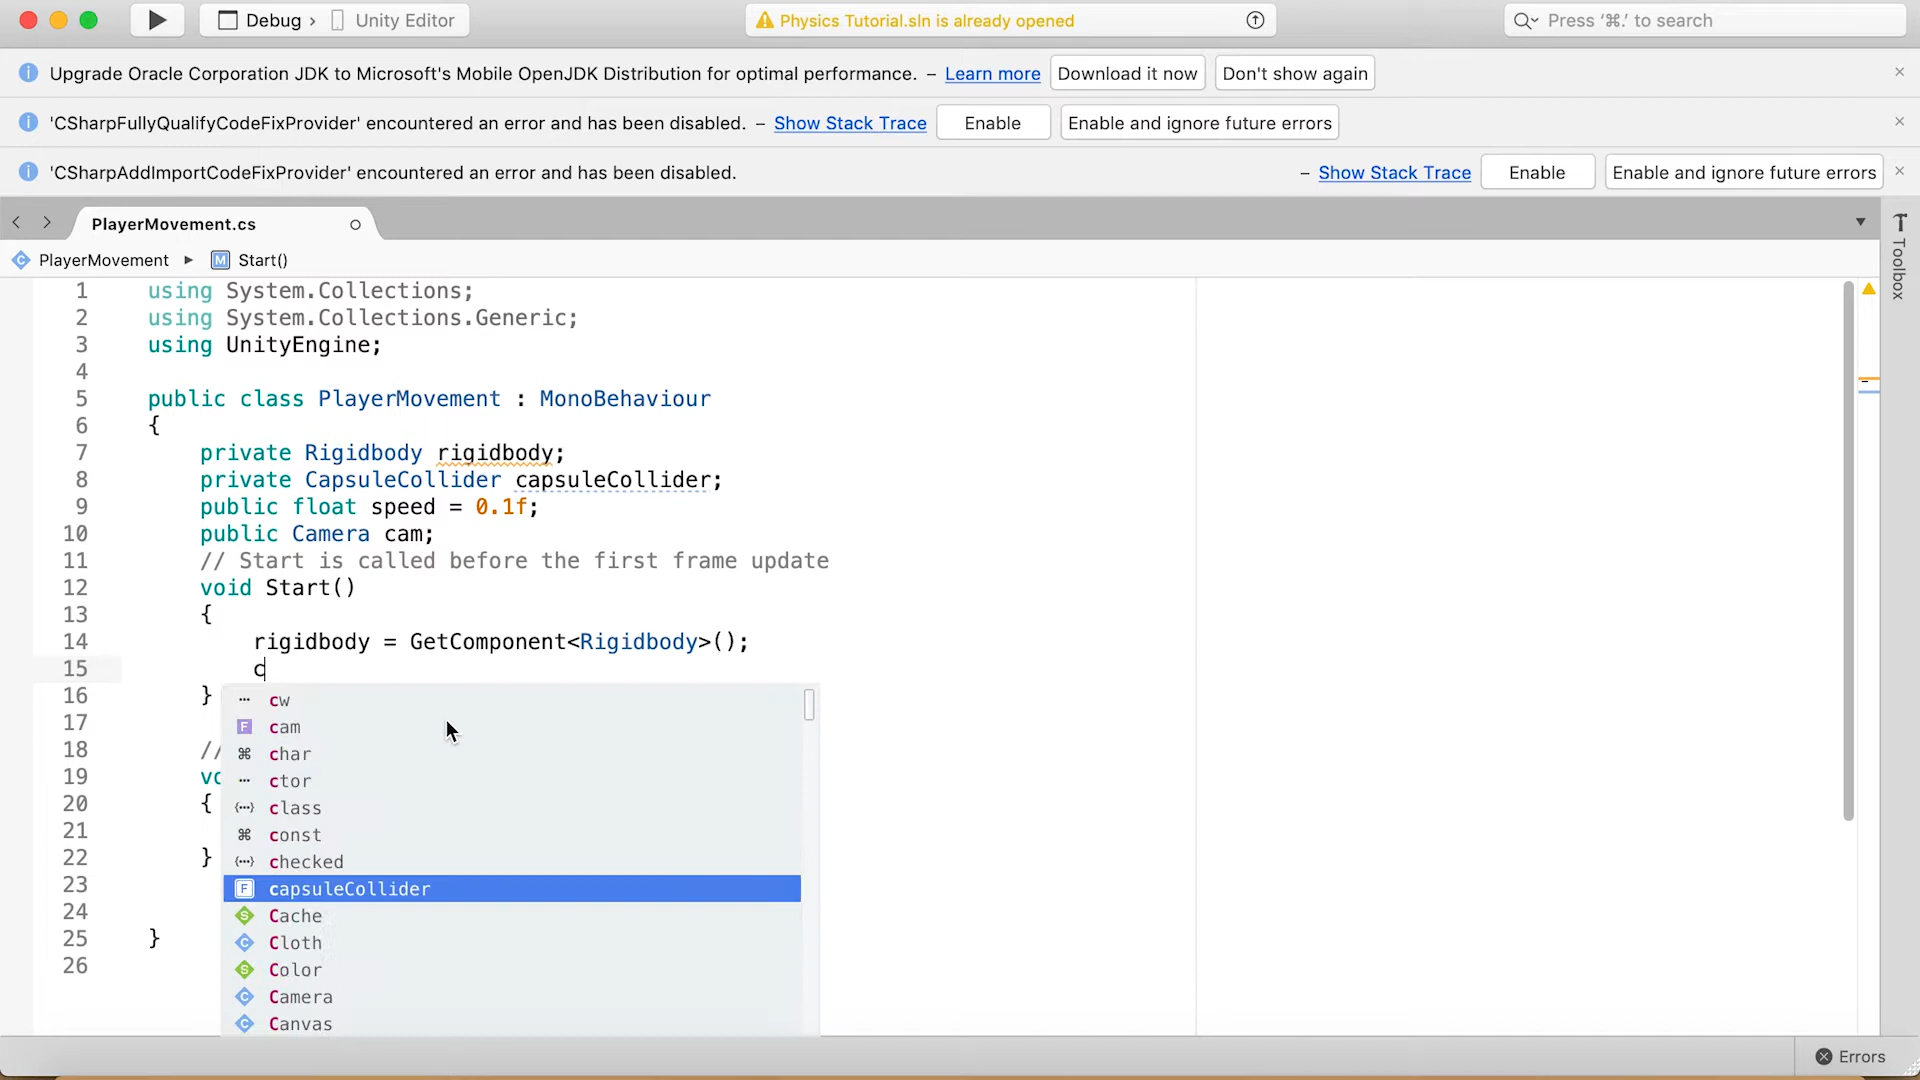 Debug › Unity Editor
Physics Tutorial.sln is already opened
Press ‘⌘.’ to search
Upgrade Oracle Corporation JDK to Microsoft's Mobile OpenJDK Distribution for optimal performance. – Learn more Download it now Don't show again
'CSharpFullyQualifyCodeFixProvider' encountered an error and has been disabled. – Show Stack Trace Enable Enable and ignore future errors
'CSharpAddImportCodeFixProvider' encountered an error and has been disabled. – Show Stack Trace Enable Enable and ignore future errors
PlayerMovement.cs
Toolbox
PlayerMovement ▸ M Start()
1 using System.Collections;
2 using System.Collections.Generic;
3 using UnityEngine;
4
5 public class PlayerMovement : MonoBehaviour
6 {
7 private Rigidbody rigidbody;
8 private CapsuleCollider capsuleCollider;
9 public float speed = 0.1f;
10 public Camera cam;
11 // Start is called before the first frame update
12 void Start()
13 {
14 rigidbody = GetComponent<Rigidbody>();
15 c
16 }
17
18 //
19 vo
20 {
21
22 }
23
24
25 }
26
cw
F cam
⌘ char
ctor
class
⌘ const
checked
F capsuleCollider
S Cache
C Cloth
S Color
C Camera
C Canvas
Errors